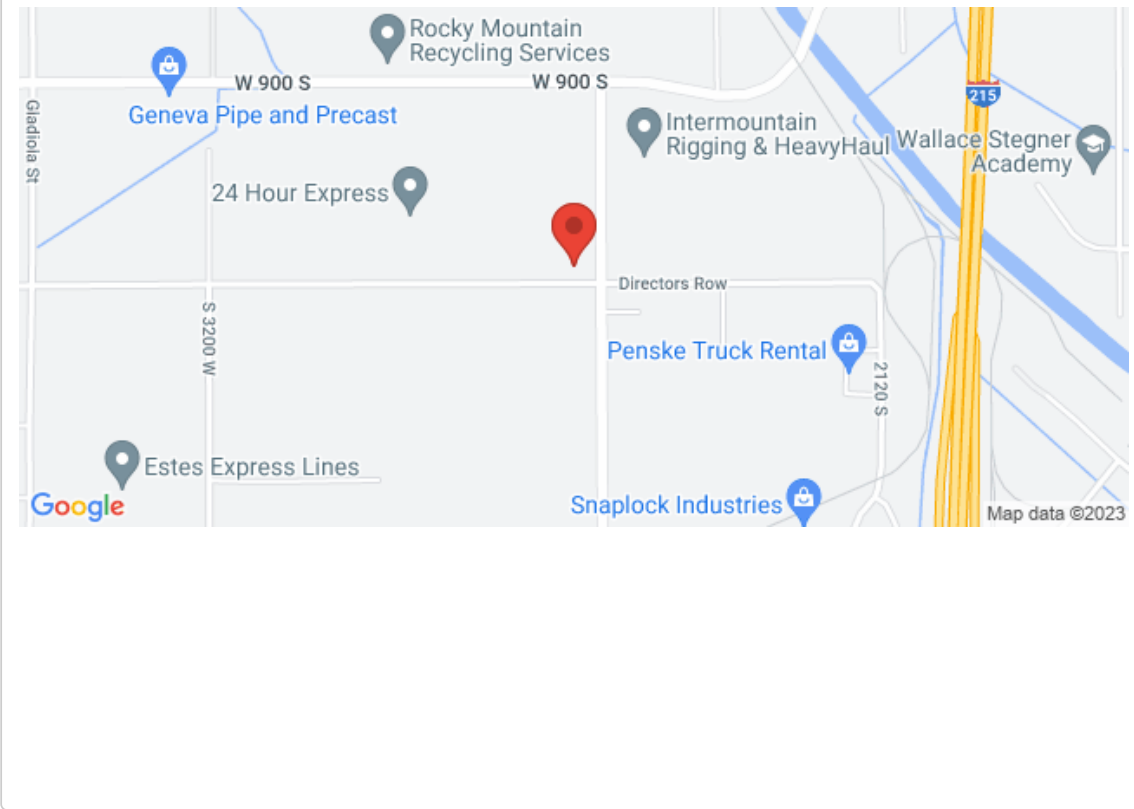 Rocky Mountain
Recycling Services
W 900 S
W 900 S
Geneva Pipe and Precast
215
Gladiola St
Intermountain
Rigging & HeavyHaul
Wallace Stegner
Academy
24 Hour Express
Directors Row
S 3200 W
Penske Truck Rental
2120 S
Estes Express Lines
Snaplock Industries
Google
Map data ©2023